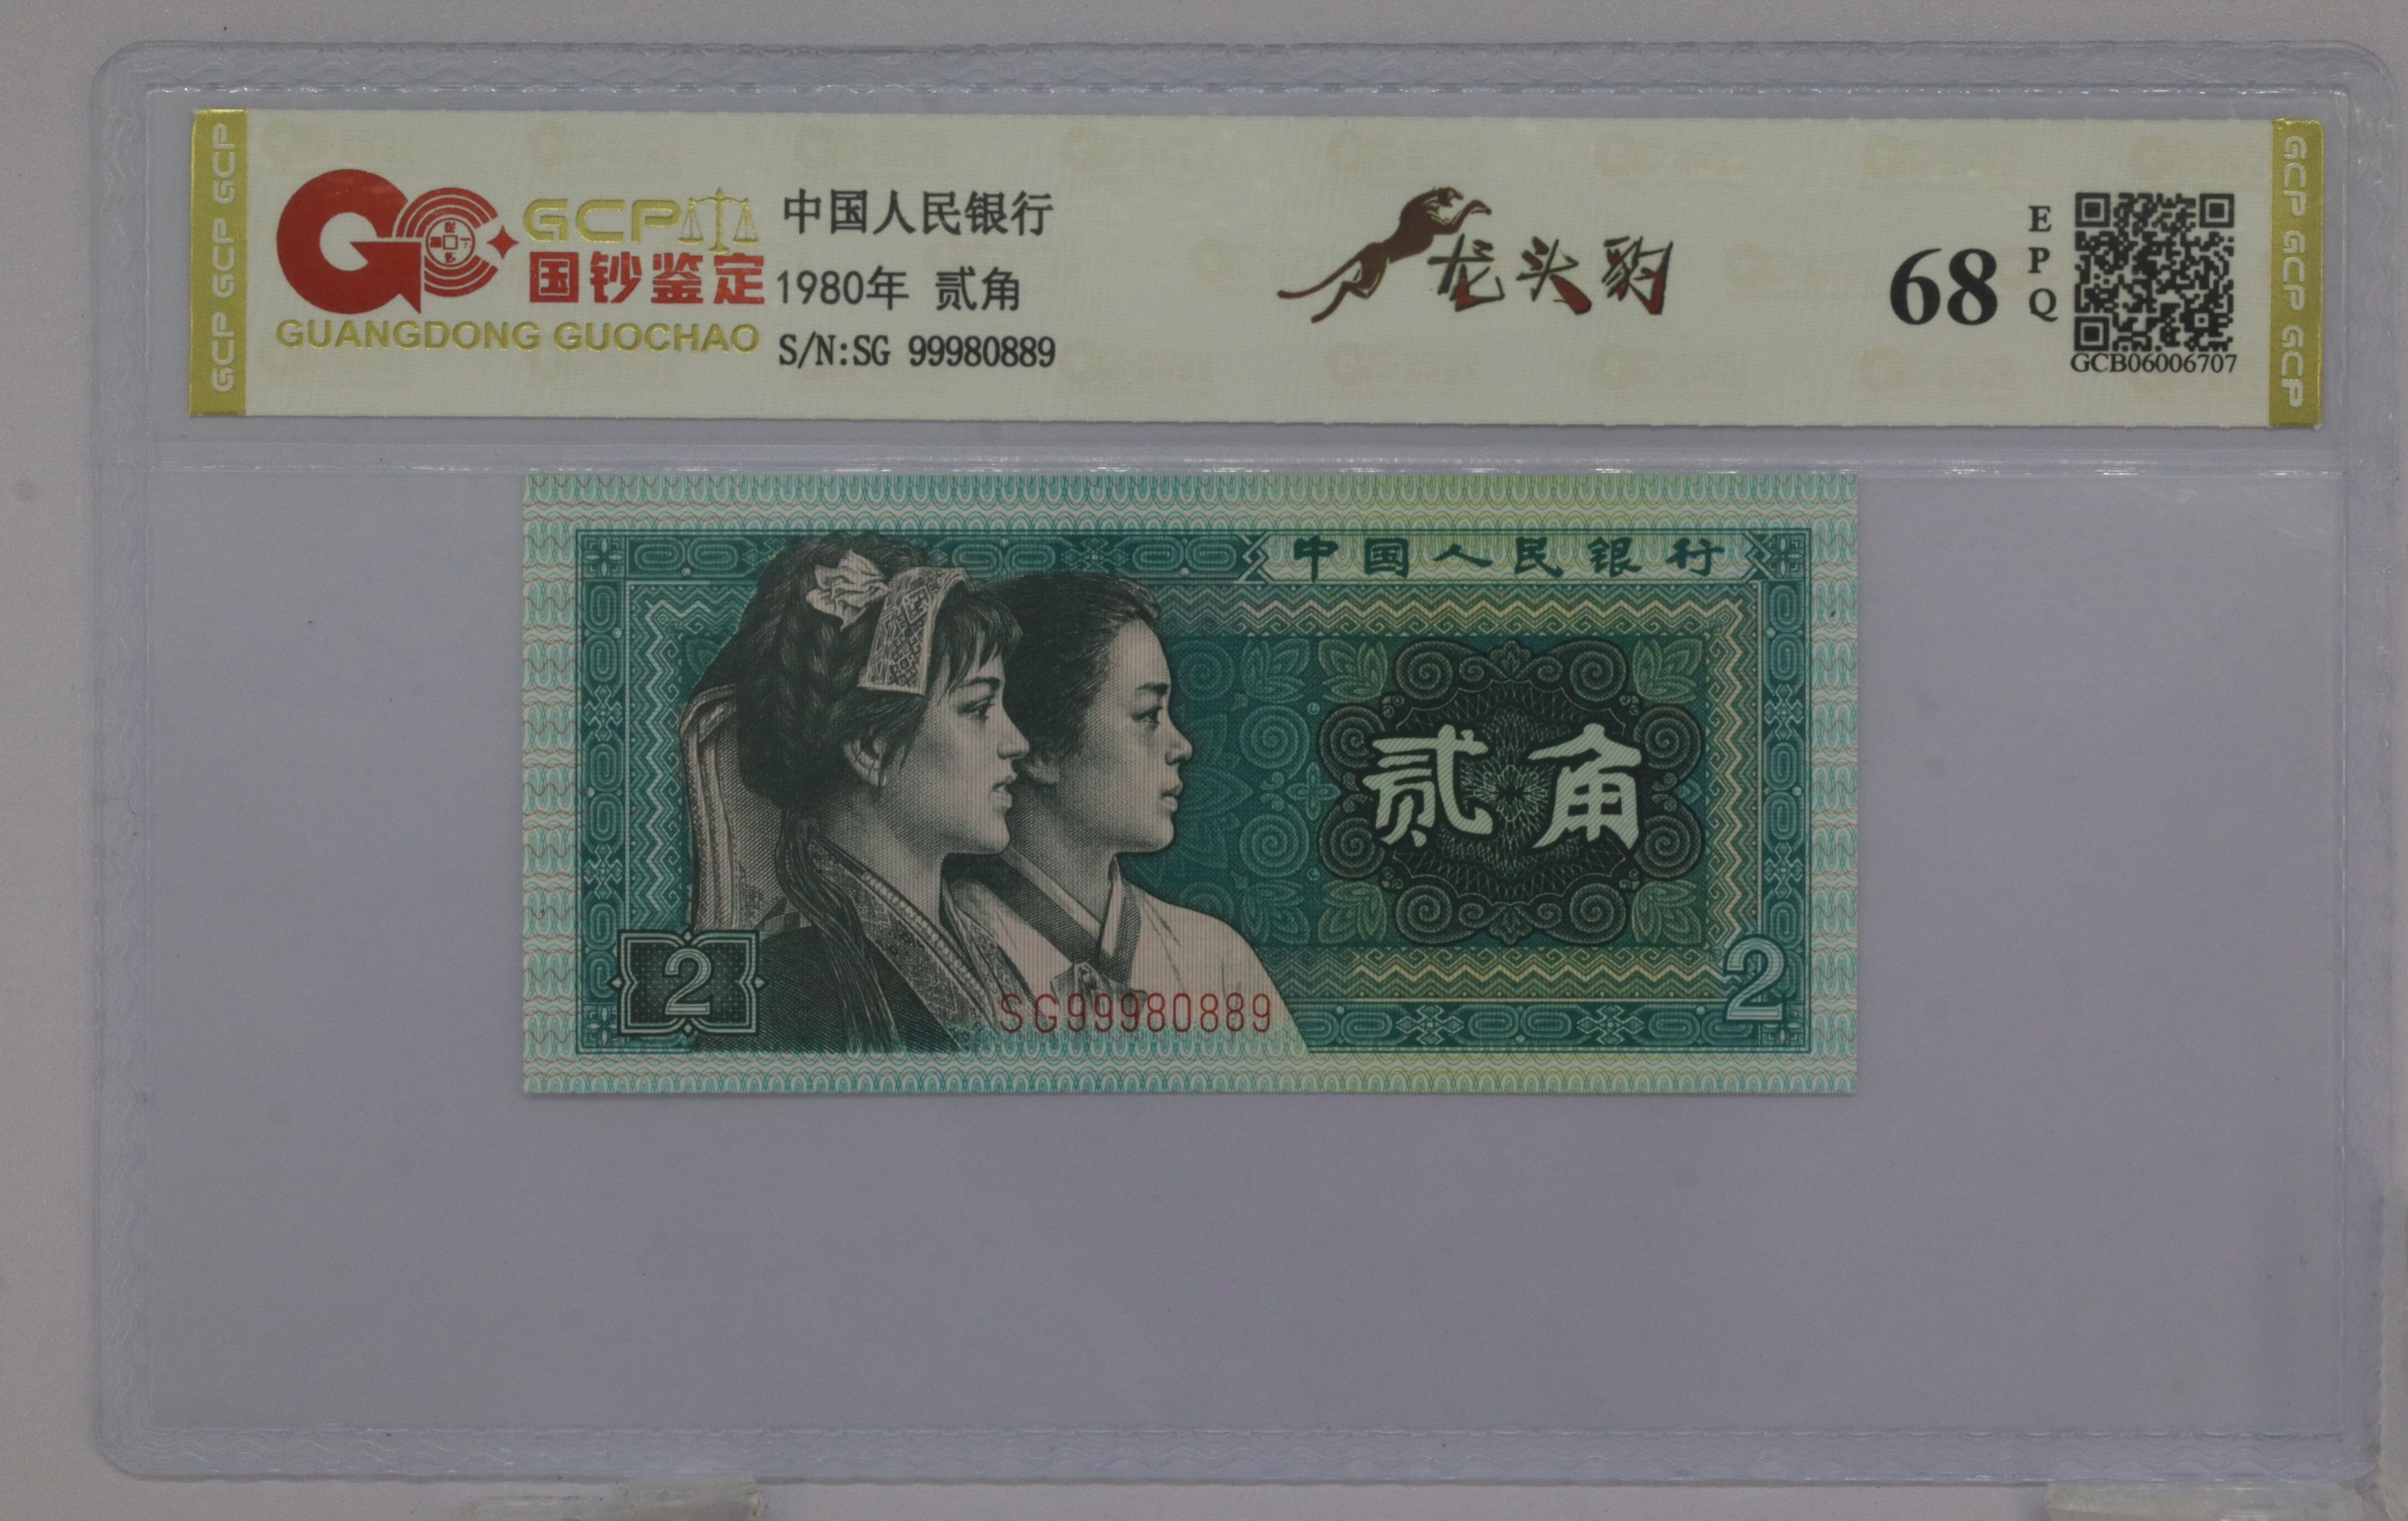 GCP
国钞鉴定
GUANGDONG GUOCHAO
中国人民银行
1980年 贰角
S/N:SG 99980889
龙头豹
68
EPQ
GCB06006707
GCP GCP GCP
GCP GCP GCP
中国人民银行
贰角
2
SG99980889
2